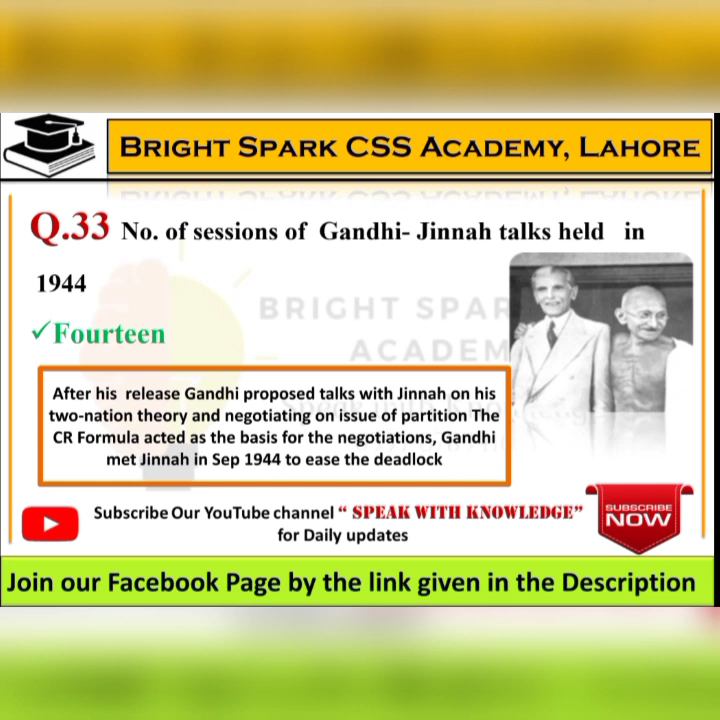 BRIGHT SPARK CSS ACADEMY, LAHORE
Q.33 No. of sessions of Gandhi- Jinnah talks held in
1944
✓Fourteen
BRIGHT SPAR
ACADEM
After his release Gandhi proposed talks with Jinnah on his
two-nation theory and negotiating on issue of partition The
CR Formula acted as the basis for the negotiations, Gandhi
met Jinnah in Sep 1944 to ease the deadlock
Subscribe Our YouTube channel “ SPEAK WITH KNOWLEDGE”
for Daily updates
SUBSCRIBE
NOW
Join our Facebook Page by the link given in the Description